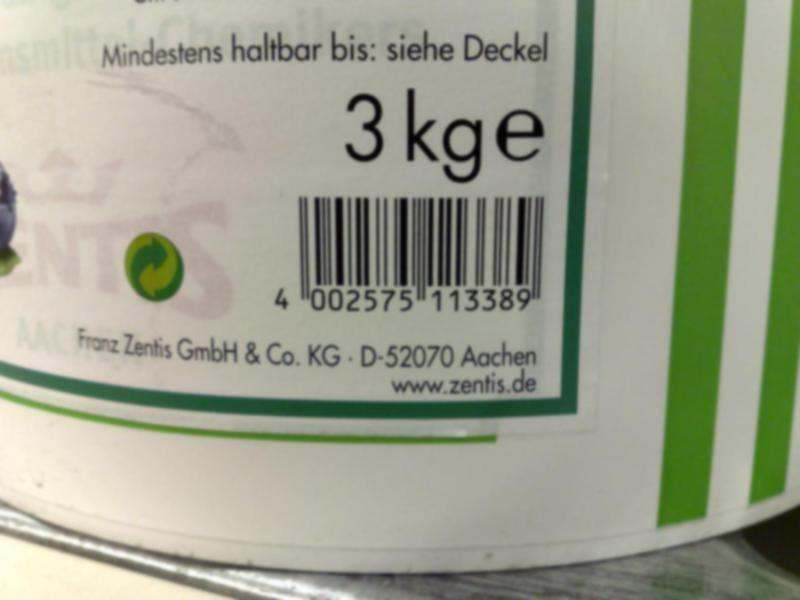 Mindestens haltbar bis: siehe Deckel
3 kg e
4 002575 113389
Franz Zentis GmbH & Co. KG · D-52070 Aachen
www.zentis.de